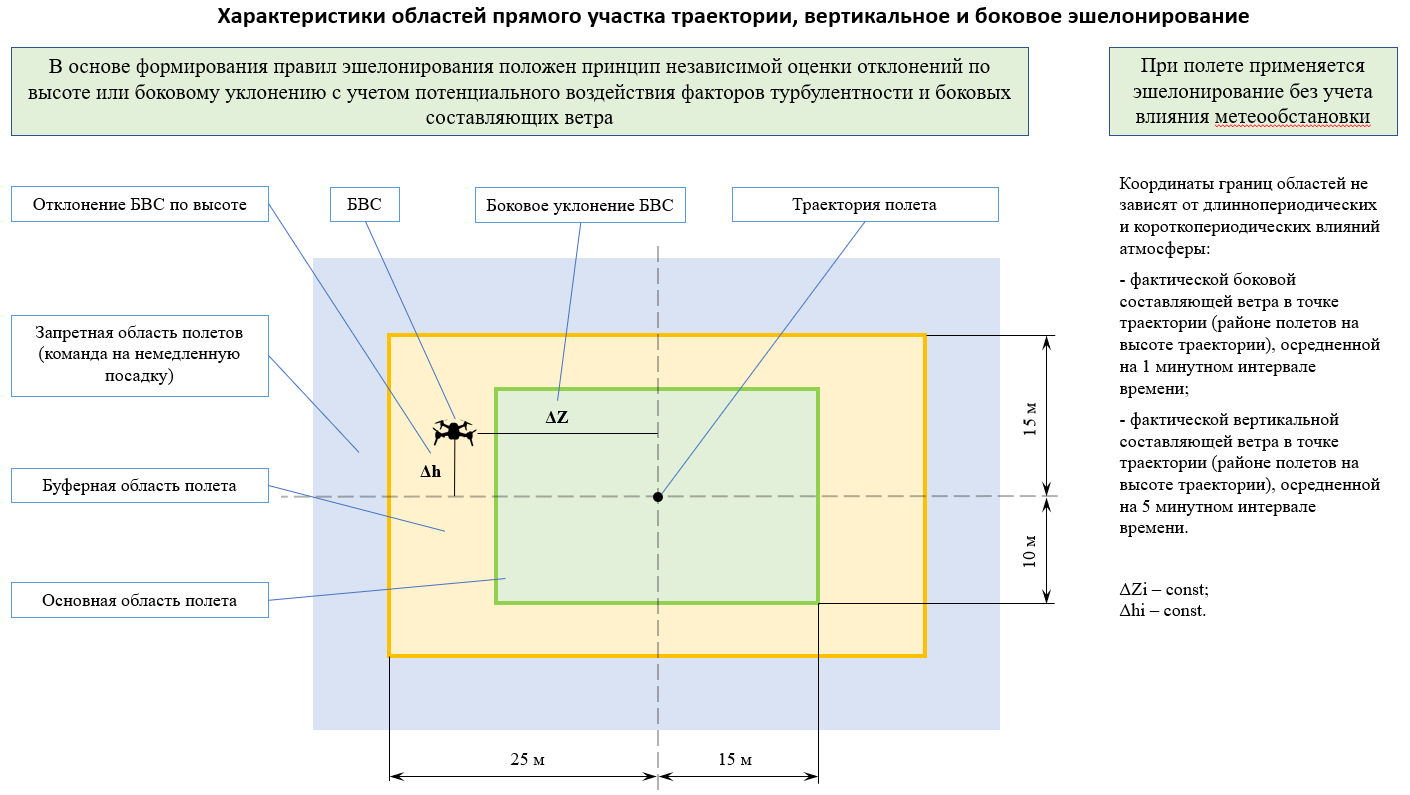 Характеристики областей прямого участка траектории, вертикальное и боковое эшелонирование
В основе формирования правил эшелонирования положен принцип независимой оценки отклонений по
высоте или боковому уклонению с учетом потенциального воздействия факторов турбулентности и боковых
составляющих ветра
При полете применяется
эшелонирование без учета
влияния метеообстановки
Отклонение БВС по высоте
БВС
Боковое уклонение БВС
Траектория полета
Запретная область полетов
(команда на немедленную
посадку)
Буферная область полета
Основная область полета
ΔZ
Δh
15 м
10 м
25 м
15 м
Координаты границ областей не
зависят от длиннопериодических
и короткопериодических влияний
атмосферы:
- фактической боковой
составляющей ветра в точке
траектории (районе полетов на
высоте траектории), осредненной
на 1 минутном интервале
времени;
- фактической вертикальной
составляющей ветра в точке
траектории (районе полетов на
высоте траектории), осредненной
на 5 минутном интервале
времени.
ΔZi – const;
Δhi – const.